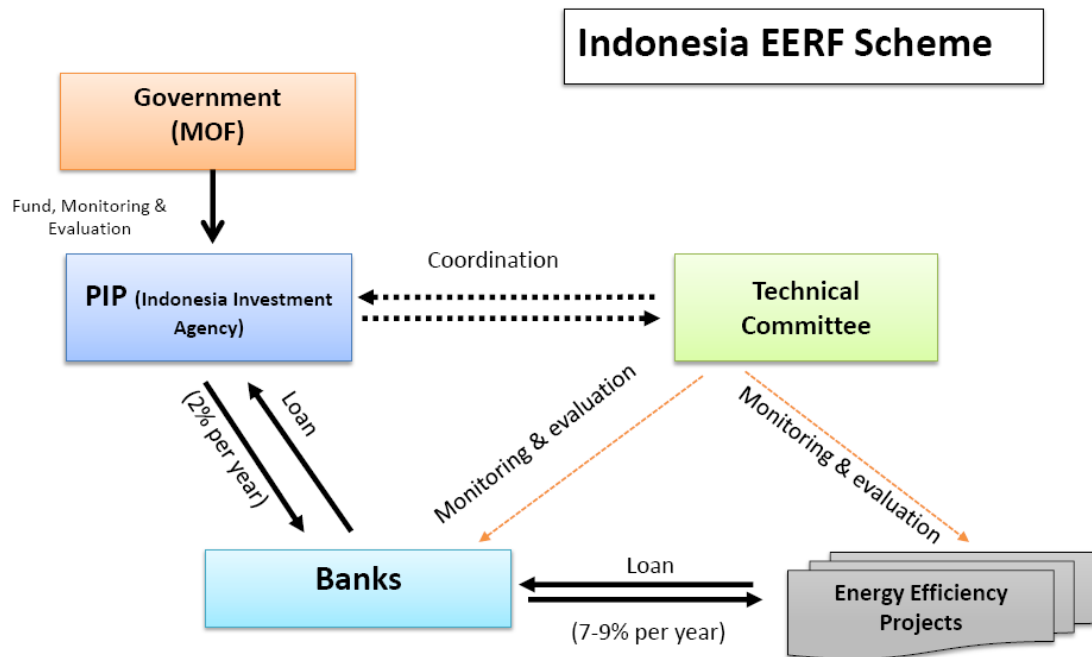 Indonesia EERF Scheme
Government
(MOF)
Fund, Monitoring &
Evaluation
PIP (Indonesia Investment
Agency)
Coordination
Technical
Committee
(2% per year)
Loan
Monitoring & evaluation
Monitoring & evaluation
Banks
Loan
(7-9% per year)
Energy Efficiency
Projects